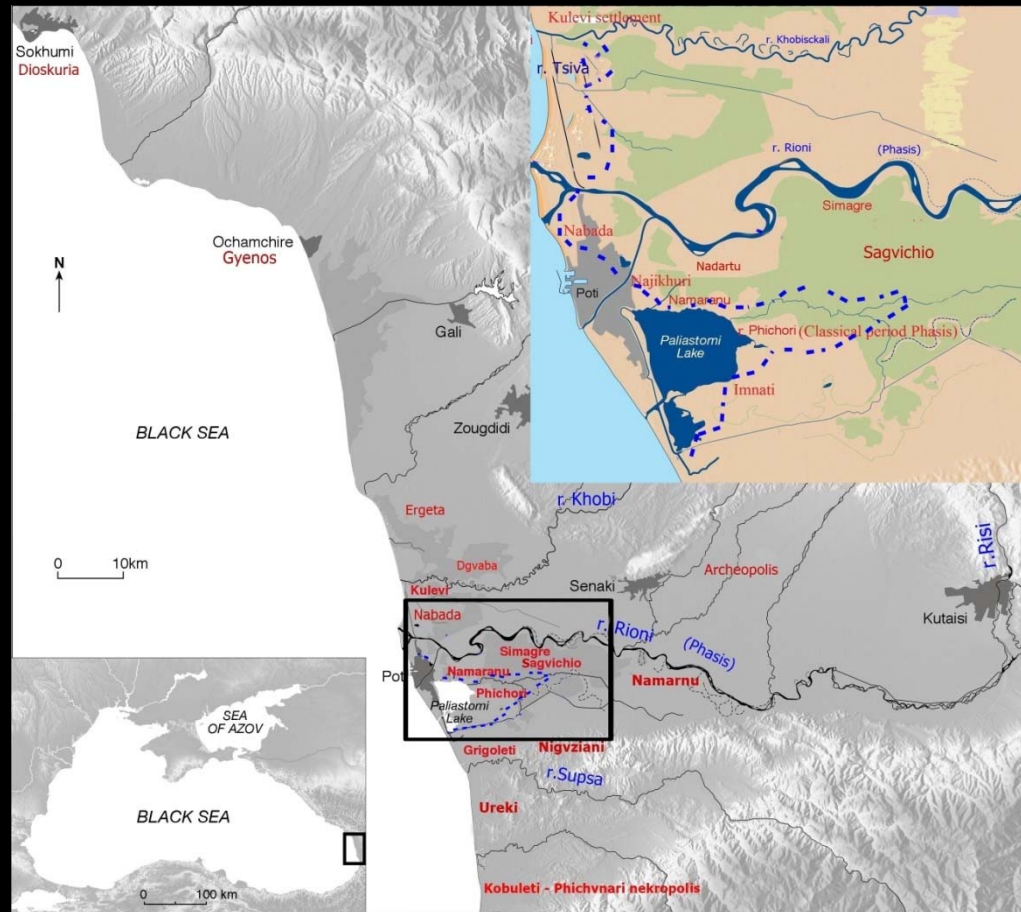 Sokhumi
Dioskuria
N
Ochamchire
Gyenos
Gali
BLACK SEA
Zougdidi
0 10km
Ergeta
r. Khobi
Dgvaba
Kulevi
Senaki
Archeopolis
r.Risi
Kutaisi
Nabada
r. Rioni
(Phasis)
Simagre
Sagvichio
Poti
Namaranu
Phichori
Namarnu
Paliastomi
Lake
Grigoleti
Nigvziani
r.Supsa
Ureki
Kobuleti - Phichvnari nekropolis
SEA
OF AZOV
BLACK SEA
0 100 km
Kulevi settlement
r. Khobisckali
r. Tsiva
r. Rioni
(Phasis)
Simagre
Nabada
Sagvichio
Nadartu
Najikhuri
Poti
Namaranu
r. Phichori (Classical period Phasis)
Paliastomi
Lake
Imnati